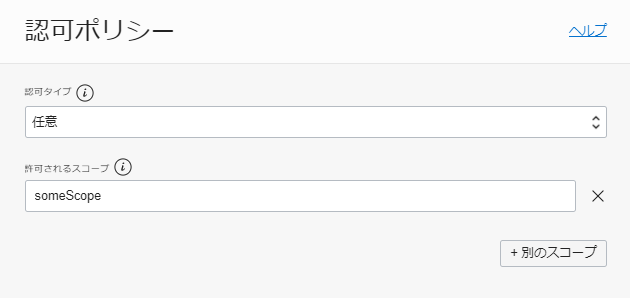 認可ポリシー
ヘルプ
認可タイプ
任意
許可されるスコープ
someScope
+ 別のスコープ